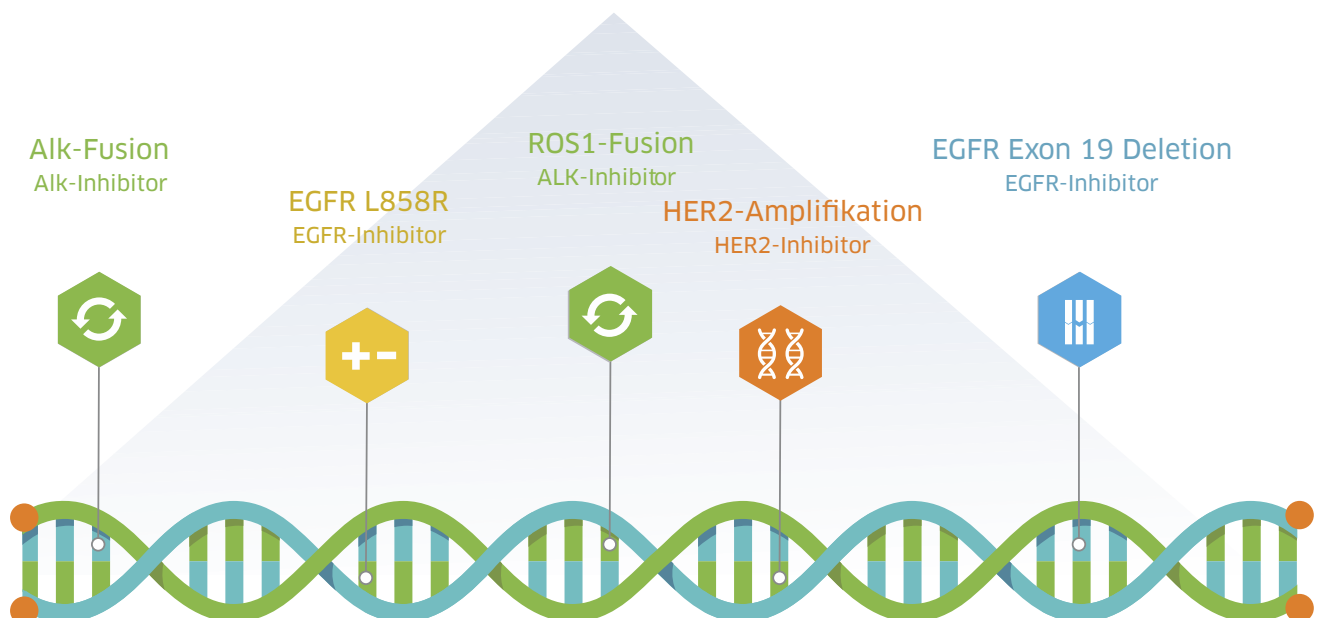 Alk-Fusion
Alk-Inhibitor
EGFR L858R
EGFR-Inhibitor
ROS1-Fusion
ALK-Inhibitor
HER2-Amplifikation
HER2-Inhibitor
EGFR Exon 19 Deletion
EGFR-Inhibitor